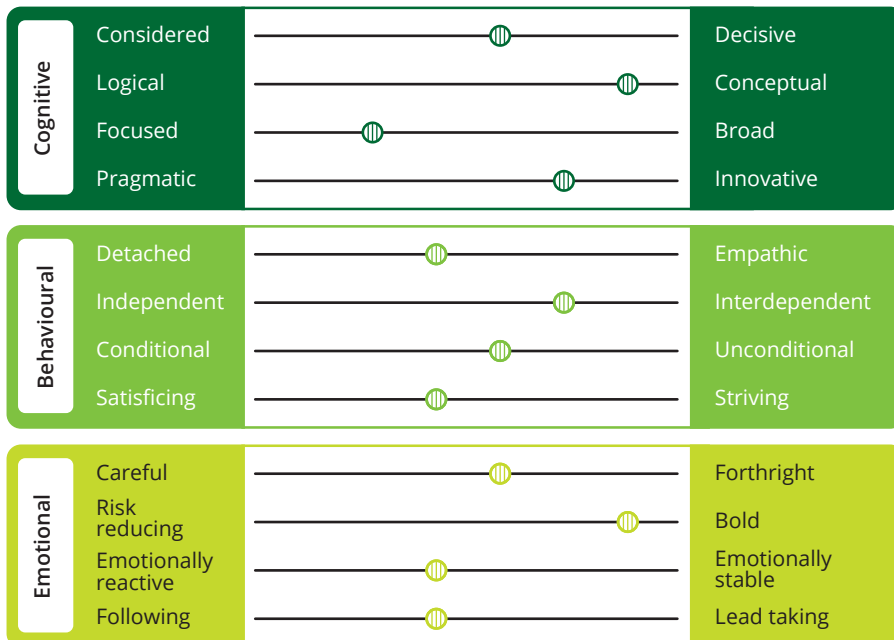 Cognitive
Considered
Decisive
Logical
Conceptual
Focused
Broad
Pragmatic
Innovative
Behavioural
Detached
Empathic
Independent
Interdependent
Conditional
Unconditional
Satisficing
Striving
Emotional
Careful
Forthright
Risk
reducing
Bold
Emotionally
reactive
Emotionally
stable
Following
Lead taking